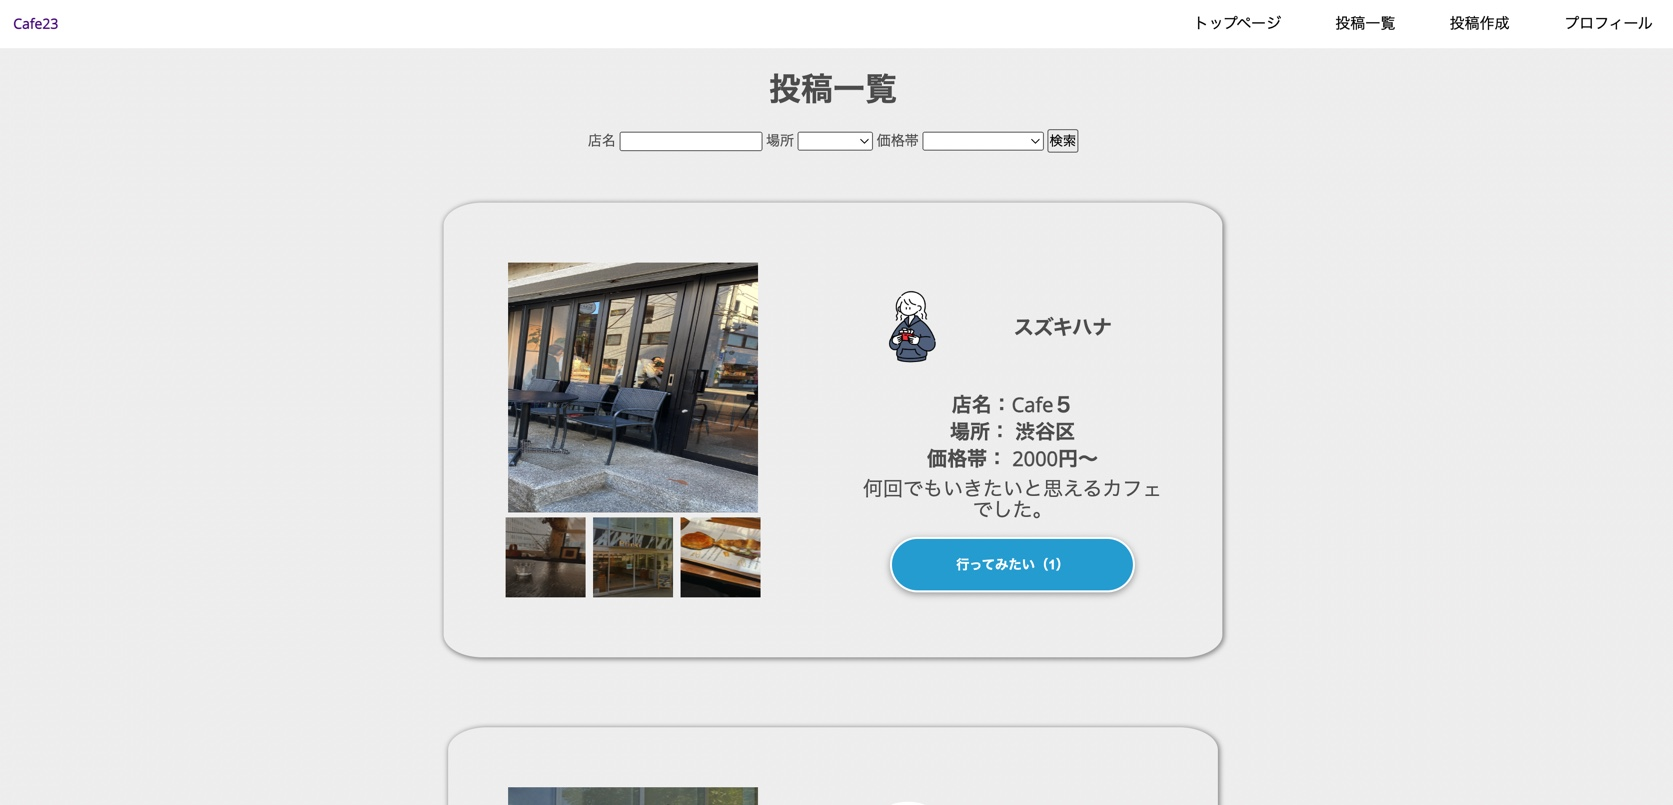 Cafe23 トップページ 投稿一覧 投稿作成 プロフィール
投稿一覧
店名 場所 価格帯 検索
スズキハナ
店名：Cafe５
場所： 渋谷区
価格帯： 2000円〜
何回でもいきたいと思えるカフェ
でした。
行ってみたい（1）